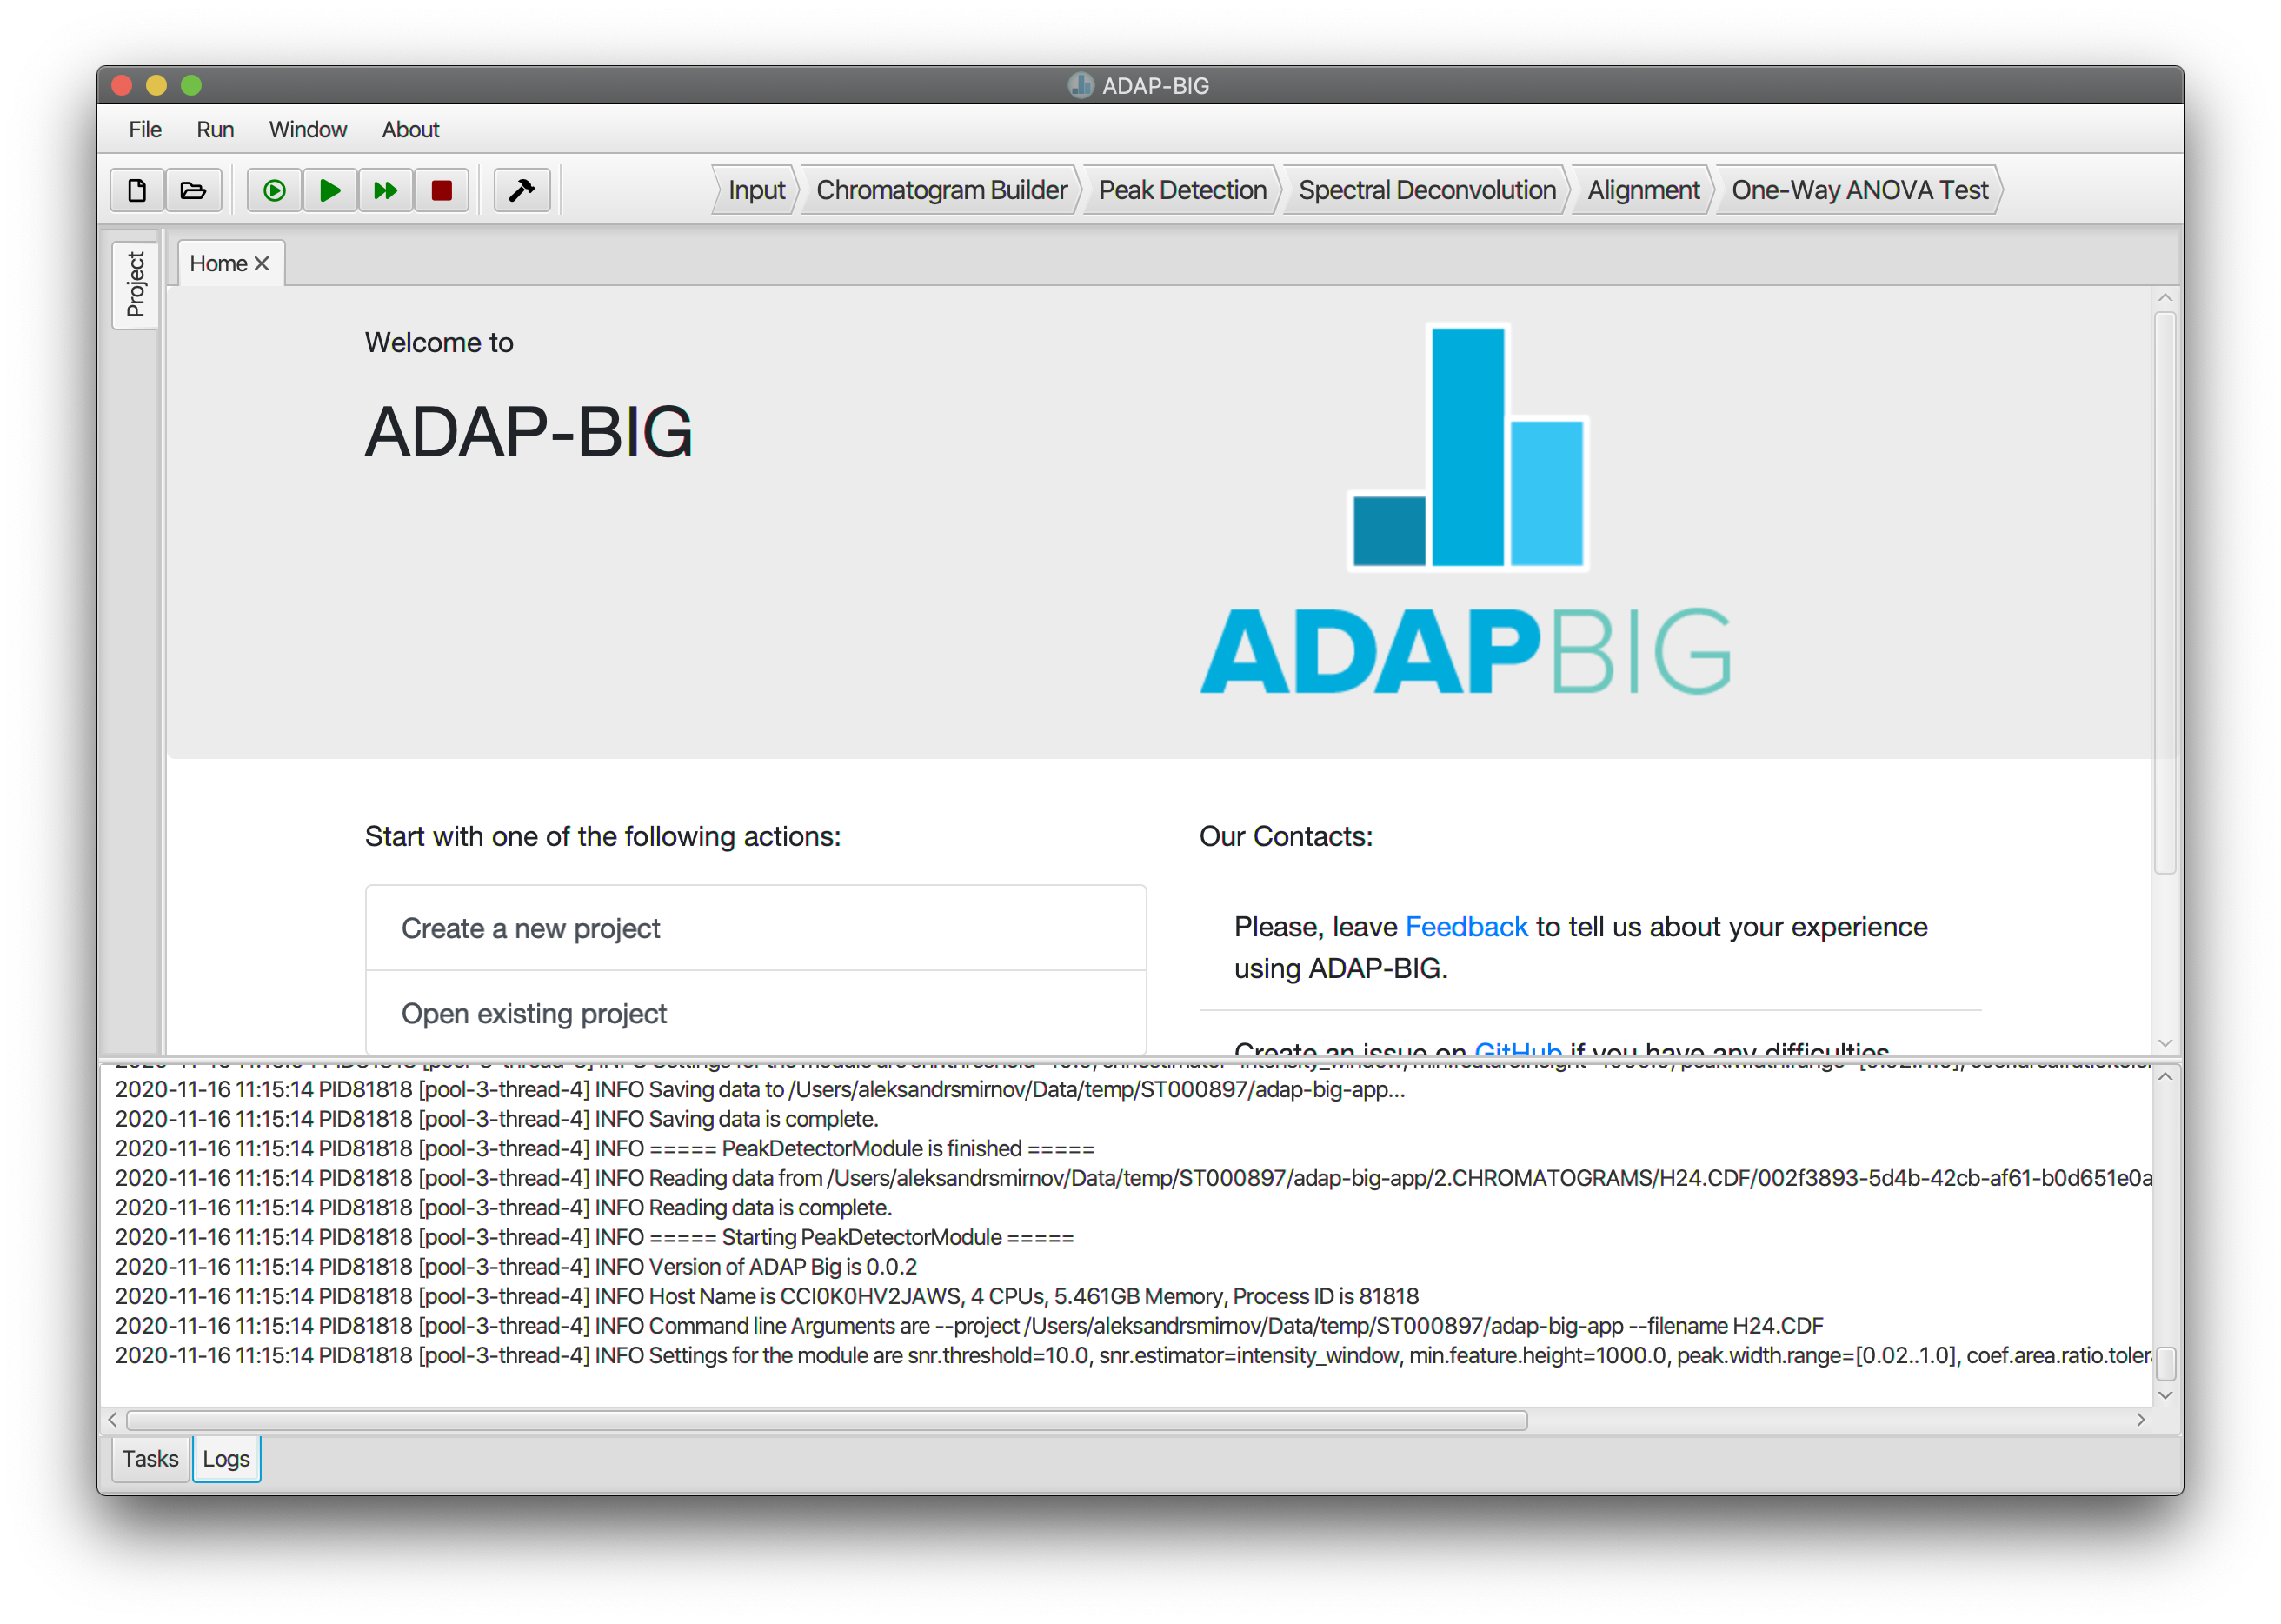 ADAP-BIG
File Run Window About
Input Chromatogram Builder Peak Detection Spectral Deconvolution Alignment One-Way ANOVA Test
Project
Home
Welcome to
ADAP-BIG
ADAPBIG
Start with one of the following actions:
Create a new project
Open existing project
Our Contacts:
Please, leave Feedback to tell us about your experience
using ADAP-BIG.
Create an issue on GitHub if you have any difficulties
2020-11-16 11:15:14 PID81818 [pool-3-thread-4] INFO Saving data to /Users/aleksandrsmirnov/Data/temp/ST000897/adap-big-app...
2020-11-16 11:15:14 PID81818 [pool-3-thread-4] INFO Saving data is complete.
2020-11-16 11:15:14 PID81818 [pool-3-thread-4] INFO ===== PeakDetectorModule is finished =====
2020-11-16 11:15:14 PID81818 [pool-3-thread-4] INFO Reading data from /Users/aleksandrsmirnov/Data/temp/ST000897/adap-big-app/2.CHROMATOGRAMS/H24.CDF/002f3893-5d4b-42cb-af61-b0d651e0a
2020-11-16 11:15:14 PID81818 [pool-3-thread-4] INFO Reading data is complete.
2020-11-16 11:15:14 PID81818 [pool-3-thread-4] INFO ===== Starting PeakDetectorModule =====
2020-11-16 11:15:14 PID81818 [pool-3-thread-4] INFO Version of ADAP Big is 0.0.2
2020-11-16 11:15:14 PID81818 [pool-3-thread-4] INFO Host Name is CCI0K0HV2JAWS, 4 CPUs, 5.461GB Memory, Process ID is 81818
2020-11-16 11:15:14 PID81818 [pool-3-thread-4] INFO Command line Arguments are --project /Users/aleksandrsmirnov/Data/temp/ST000897/adap-big-app --filename H24.CDF
2020-11-16 11:15:14 PID81818 [pool-3-thread-4] INFO Settings for the module are snr.threshold=10.0, snr.estimator=intensity_window, min.feature.height=1000.0, peak.width.range=[0.02..1.0], coef.area.ratio.toler
Tasks Logs